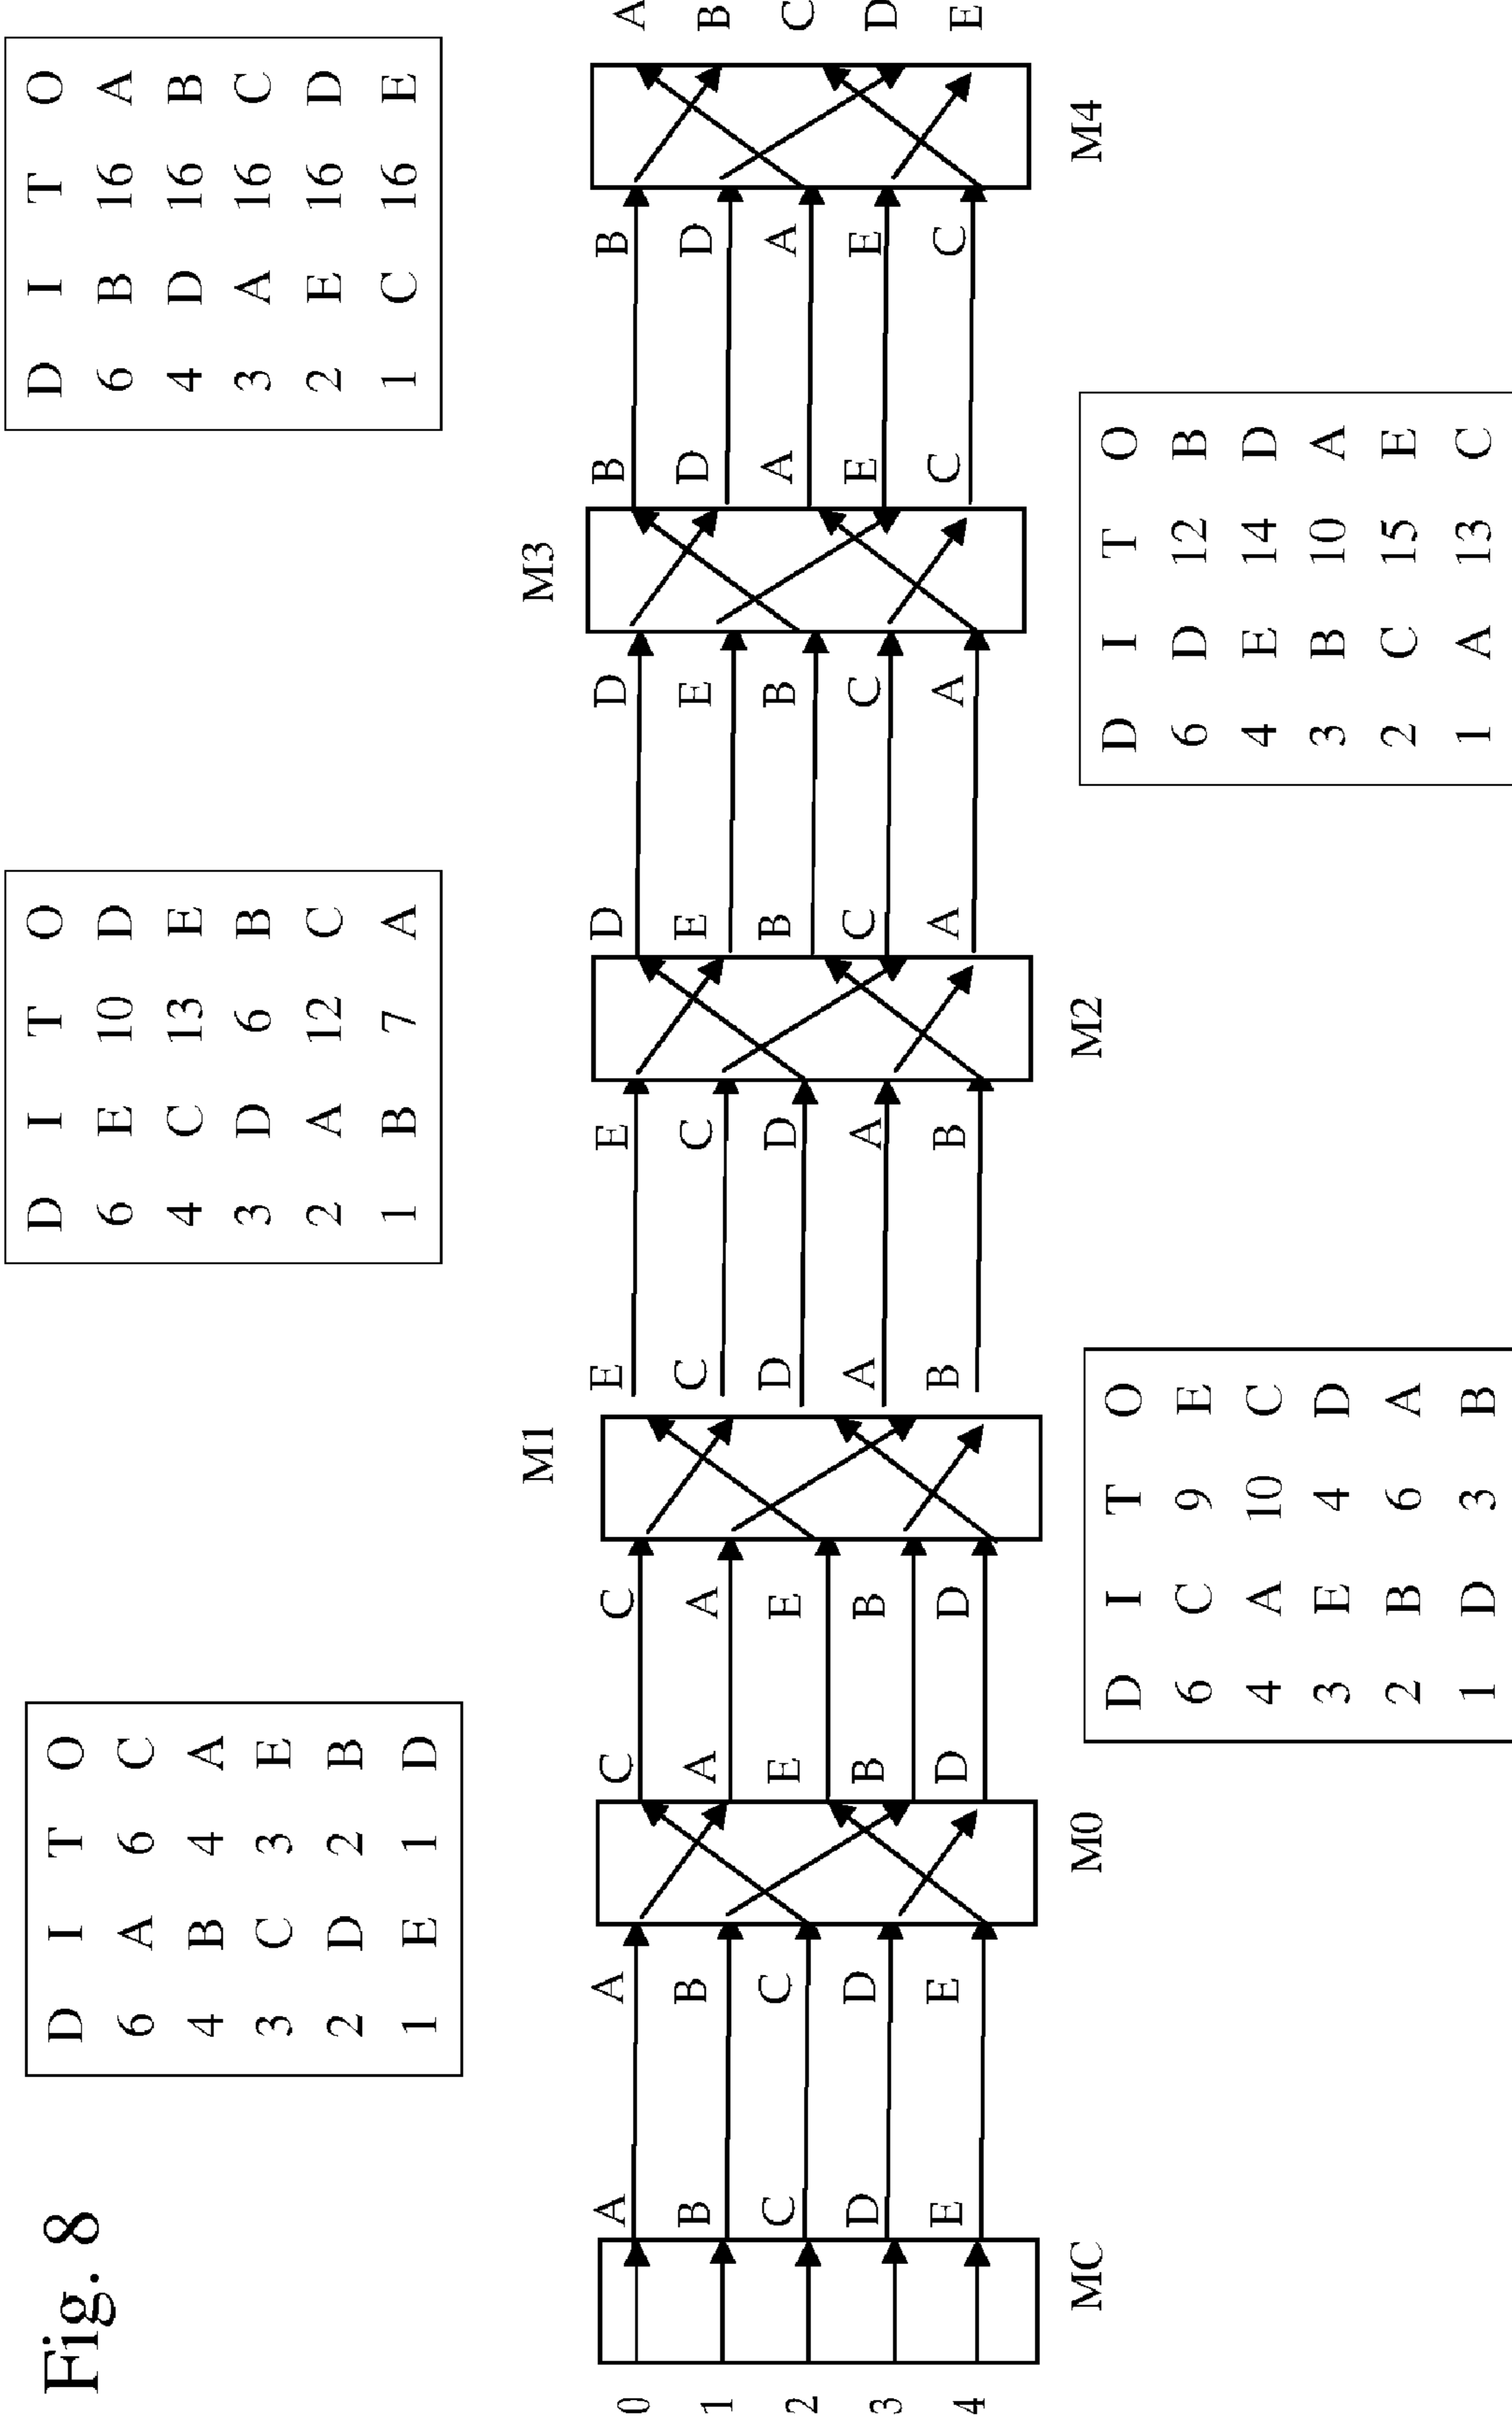 Fig. 8
D I T O
6 A 6 C
4 B 4 A
3 C 3 E
2 D 2 B
1 E 1 D
D I T O
6 E 10 D
4 C 13 E
3 D 6 B
2 A 12 C
1 B 7 A
D I T O
6 B 16 A
4 D 16 B
3 A 16 C
2 E 16 D
1 C 16 E
M1 M3
0 A A C C E E D D B B A
1 B B A A C C E E D D B
2 C C E E D D B B A A C
3 D D B B A A C C E E D
4 E E D D B B A A C C E
MC M0 M2 M4
D I T O
6 C 9 E
4 A 10 C
3 E 4 D
2 B 6 A
1 D 3 B
D I T O
6 D 12 B
4 E 14 D
3 B 10 A
2 C 15 E
1 A 13 C